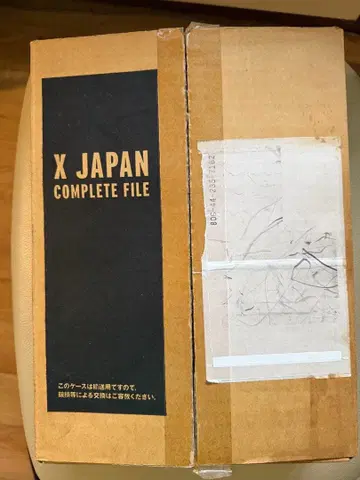 X JAPAN
COMPLETE FILE
このケースは輸送用ですので、
損傷等による交換はご容赦ください。